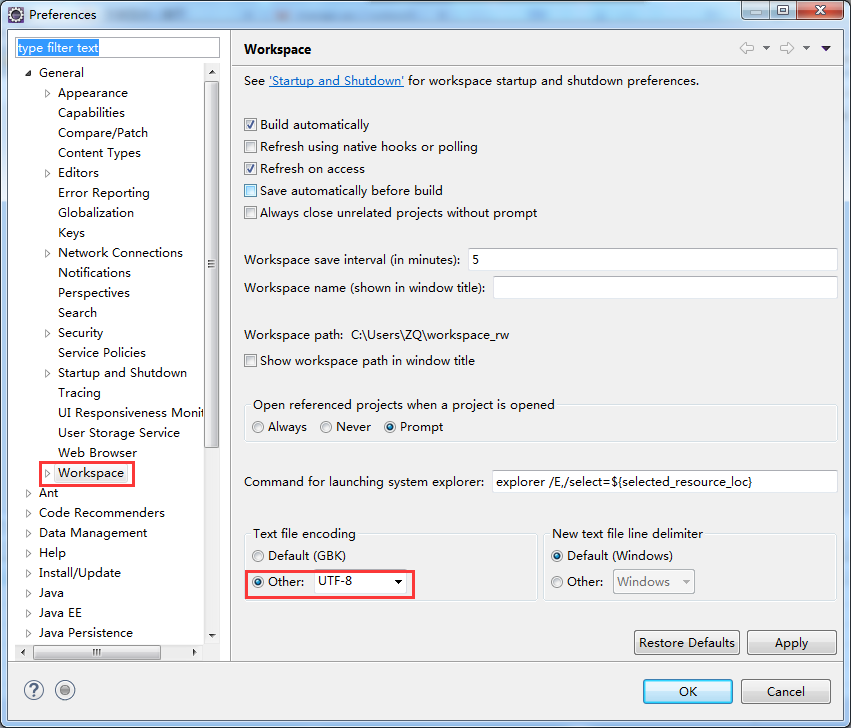 Preferences
type filter text
General
Appearance
Capabilities
Compare/Patch
Content Types
Editors
Error Reporting
Globalization
Keys
Network Connections
Notifications
Perspectives
Search
Security
Service Policies
Startup and Shutdown
Tracing
UI Responsiveness Monit
User Storage Service
Web Browser
Workspace
Ant
Code Recommenders
Data Management
Help
Install/Update
Java
Java EE
Java Persistence
Workspace
See 'Startup and Shutdown' for workspace startup and shutdown preferences.
Build automatically
Refresh using native hooks or polling
Refresh on access
Save automatically before build
Always close unrelated projects without prompt
Workspace save interval (in minutes): 5
Workspace name (shown in window title):
Workspace path: C:\Users\ZQ\workspace_rw
Show workspace path in window title
Open referenced projects when a project is opened
Always Never Prompt
Command for launching system explorer: explorer /E,/select=${selected_resource_loc}
Text file encoding
Default (GBK)
Other: UTF-8
New text file line delimiter
Default (Windows)
Other: Windows
Restore Defaults Apply
? OK Cancel